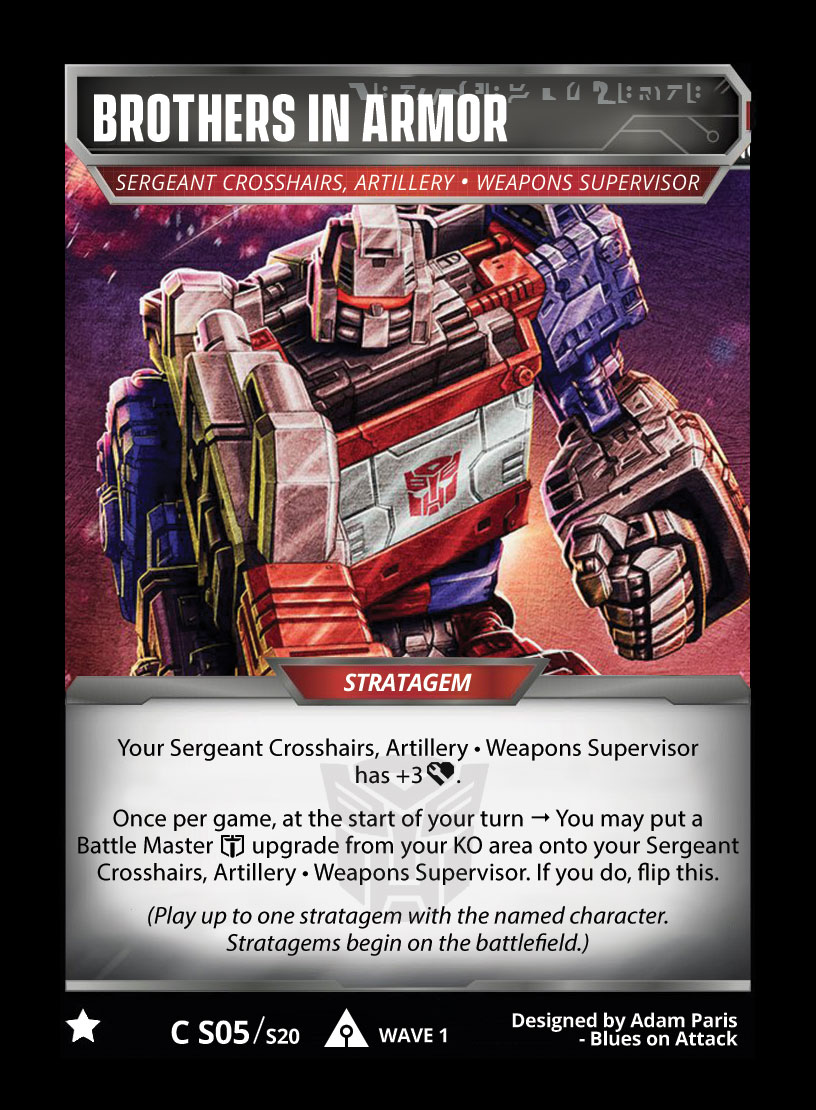 BROTHERS IN ARMOR
SERGEANT CROSSHAIRS, ARTILLERY • WEAPONS SUPERVISOR
STRATAGEM
Your Sergeant Crosshairs, Artillery • Weapons Supervisor
has +3.
Once per game, at the start of your turn → You may put a
Battle Master upgrade from your KO area onto your Sergeant
Crosshairs, Artillery • Weapons Supervisor. If you do, flip this.
(Play up to one stratagem with the named character.
Stratagems begin on the battlefield.)
C S05/S20 WAVE 1
Designed by Adam Paris
- Blues on Attack